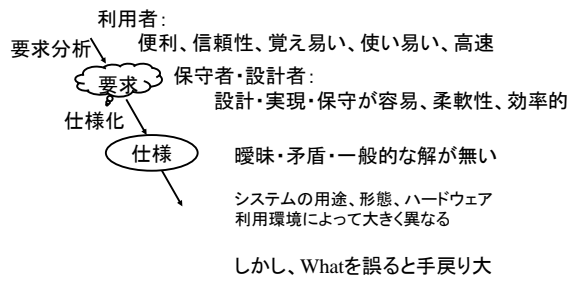 利用者:
要求分析
便利、信頼性、覚え易い、使い易い、高速
要求
保守者・設計者:
設計・実現・保守が容易、柔軟性、効率的
仕様化
仕様
曖昧・矛盾・一般的な解が無い
システムの用途、形態、ハードウェア
利用環境によって大きく異なる
しかし、Whatを誤ると手戻り大